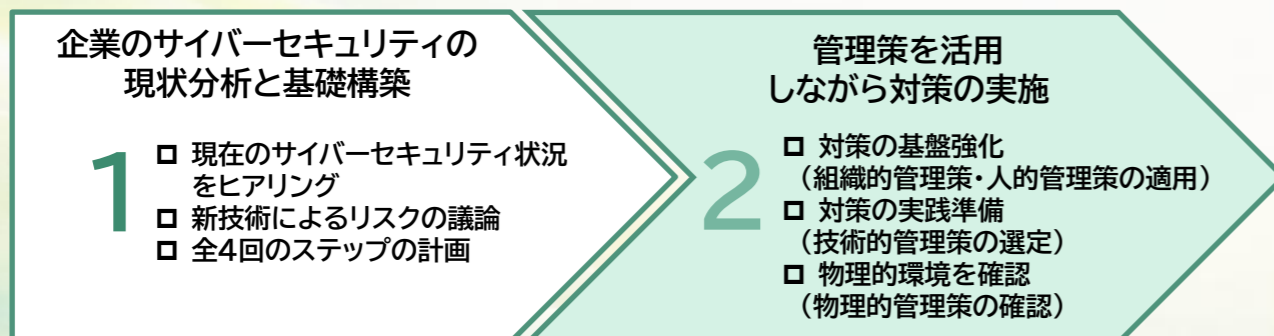 企業のサイバーセキュリティの
現状分析と基礎構築
1
□ 現在のサイバーセキュリティ状況
をヒアリング
□ 新技術によるリスクの議論
□ 全4回のステップの計画
管理策を活用
しながら対策の実施
2
□ 対策の基盤強化
（組織的管理策・人的管理策の適用）
□ 対策の実践準備
（技術的管理策の選定）
□ 物理的環境を確認
（物理的管理策の確認）